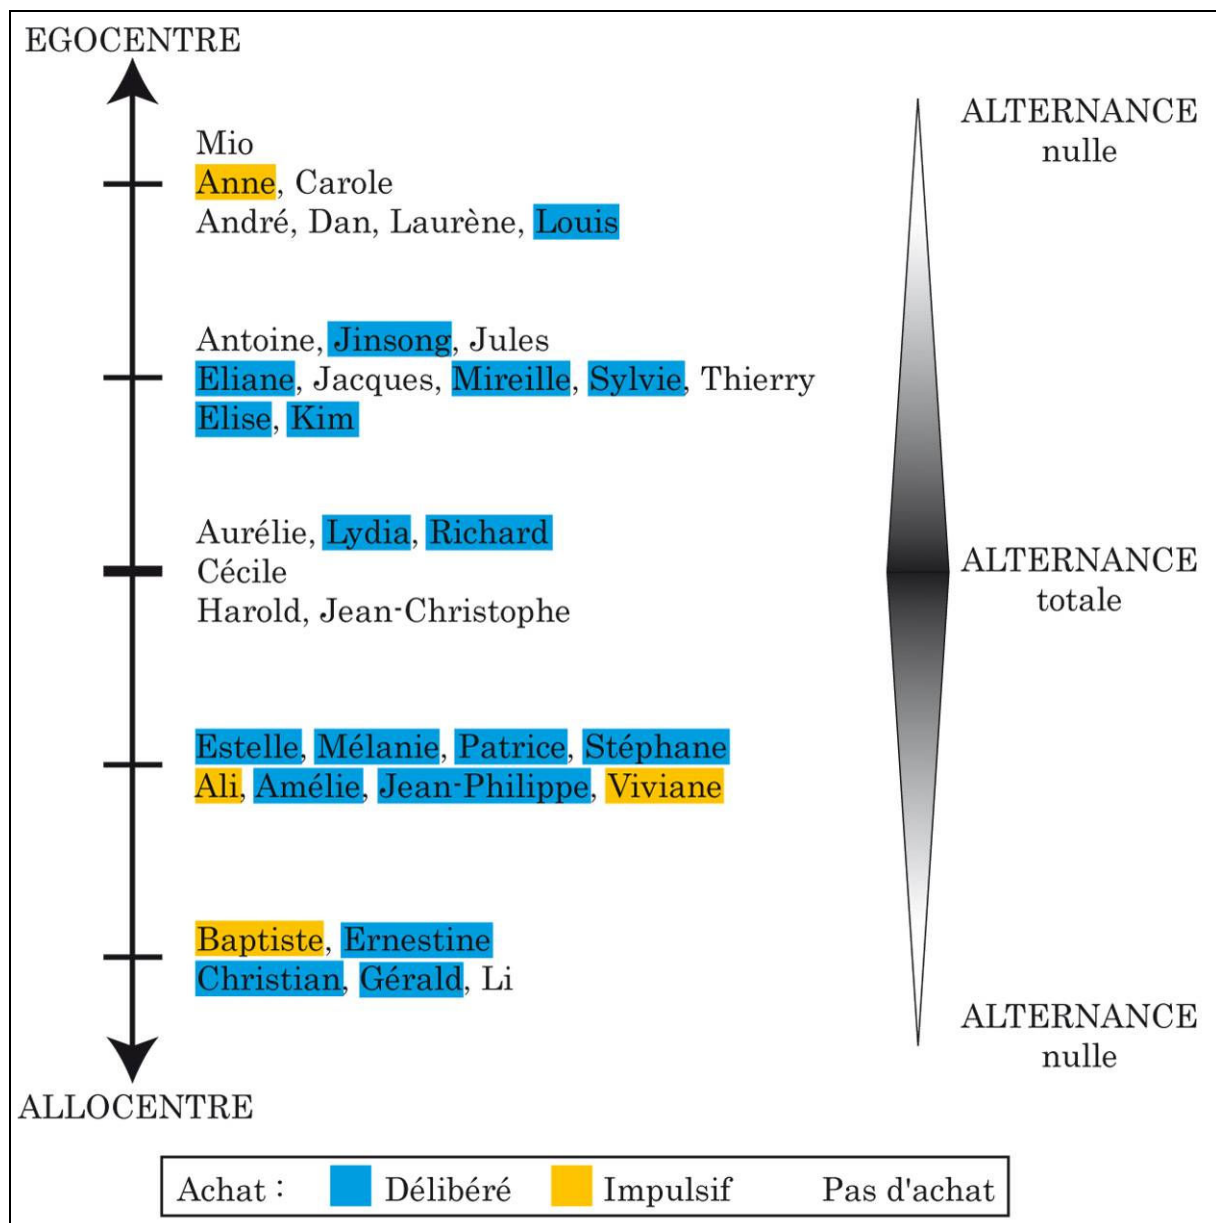 EGOCENTRE
ALTERNANCE
nulle
Mio
Anne, Carole
André, Dan, Laurène, Louis
Antoine, Jinsong, Jules
Eliane, Jacques, Mireille, Sylvie, Thierry
Elise, Kim
Aurélie, Lydia, Richard
Cécile
Harold, Jean-Christophe
ALTERNANCE
totale
Estelle, Mélanie, Patrice, Stéphane
Ali, Amélie, Jean-Philippe, Viviane
Baptiste, Ernestine
Christian, Gérald, Li
ALTERNANCE
nulle
ALLOCENTRE
Achat : Délibéré Impulsif Pas d'achat